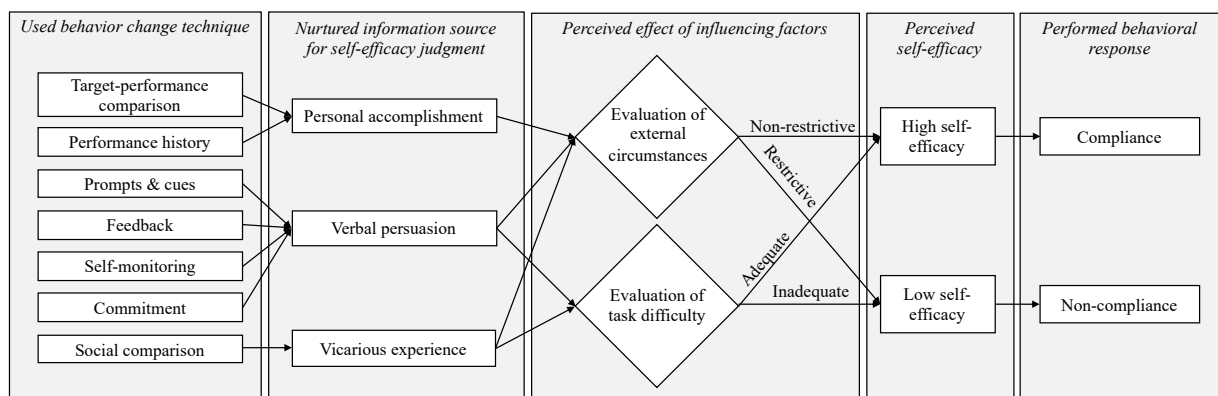 Used behavior change technique
Target-performance
comparison
Performance history
Prompts & cues
Feedback
Self-monitoring
Commitment
Social comparison
Nurtured information source
for self-efficacy judgment
Personal accomplishment
Verbal persuasion
Vicarious experience
Perceived effect of influencing factors
Evaluation of
external
circumstances
Non-restrictive
Restrictive
Evaluation of
task difficulty
Adequate
Inadequate
Perceived
self-efficacy
High self-
efficacy
Low self-
efficacy
Performed behavioral
response
Compliance
Non-compliance